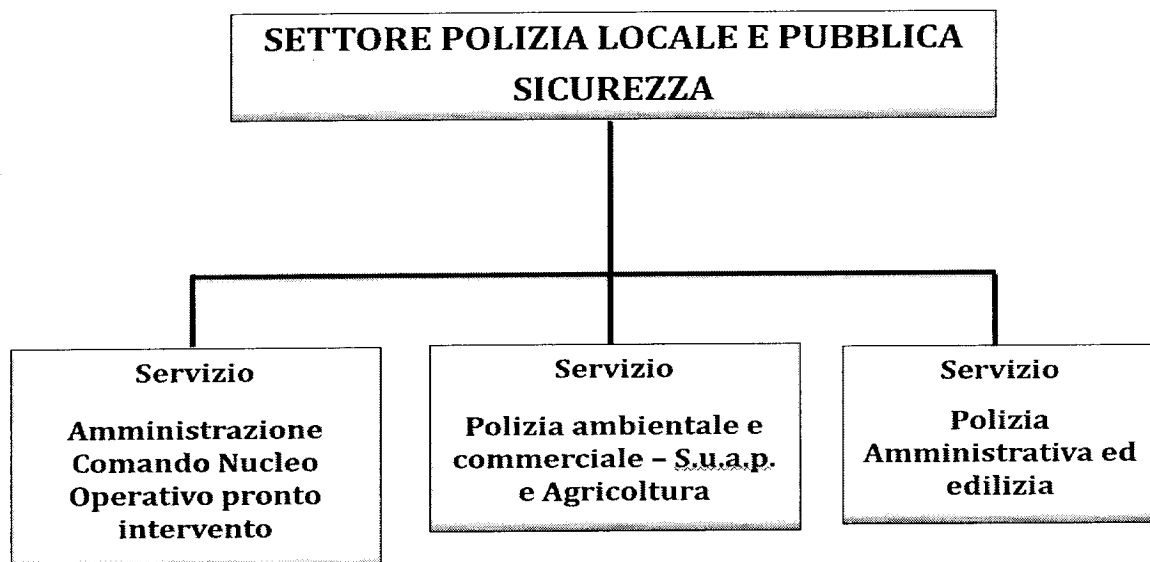 SETTORE POLIZIA LOCALE E PUBBLICA
SICUREZZA
Servizio
Amministrazione
Comando Nucleo
Operativo pronto
intervento
Servizio
Polizia ambientale e
commerciale – S.u.a.p.
e Agricoltura
Servizio
Polizia
Amministrativa ed
edilizia